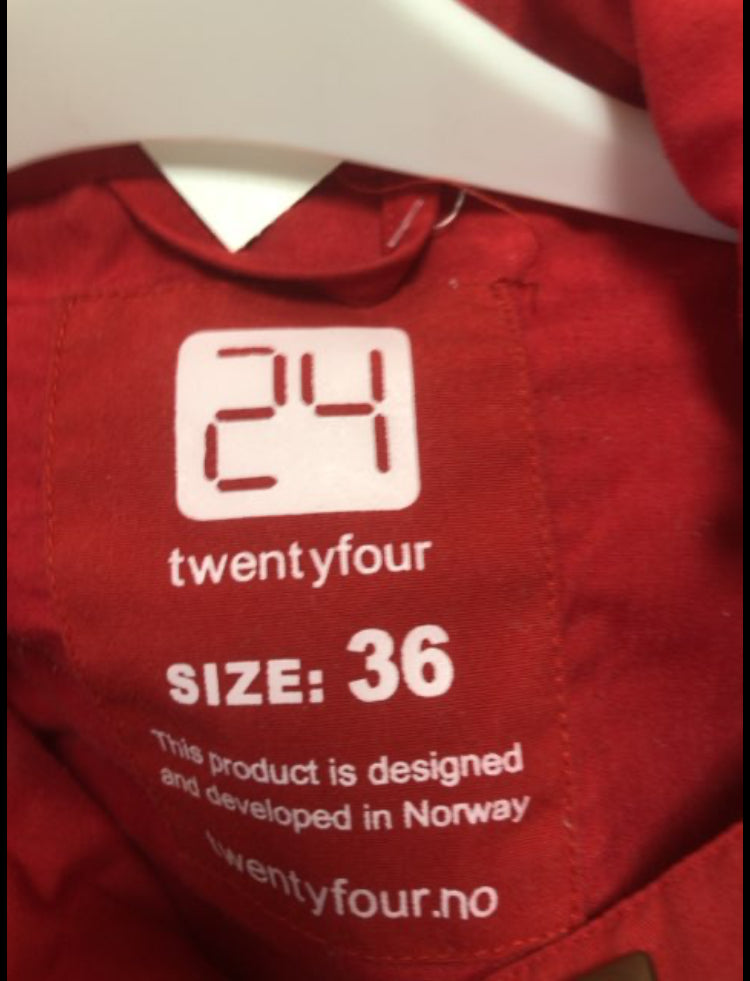 24
twentyfour
SIZE: 36
This product is designed
and developed in Norway
twentyfour.no